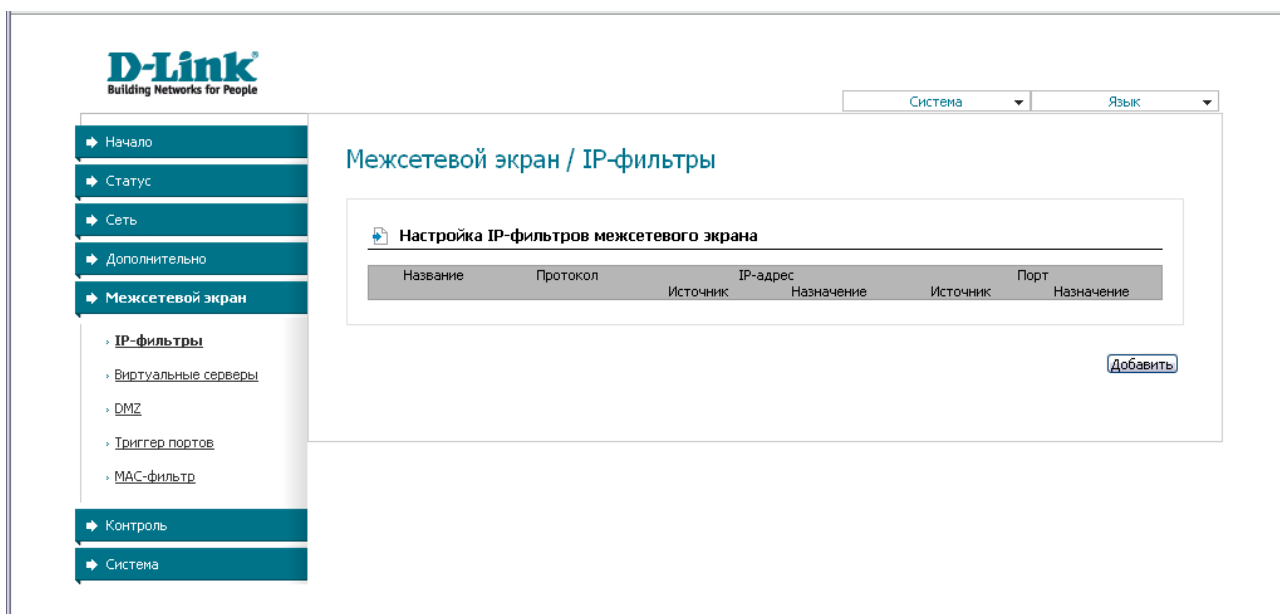 D-Link
Building Networks for People
Система Язык
Начало
Статус
Сеть
Дополнительно
Межсетевой экран
IP-фильтры
Виртуальные серверы
DMZ
Триггер портов
MAC-фильтр
Контроль
Система
Межсетевой экран / IP-фильтры
Настройка IP-фильтров межсетевого экрана
Название Протокол IP-адрес Порт
Источник Назначение Источник Назначение
Добавить